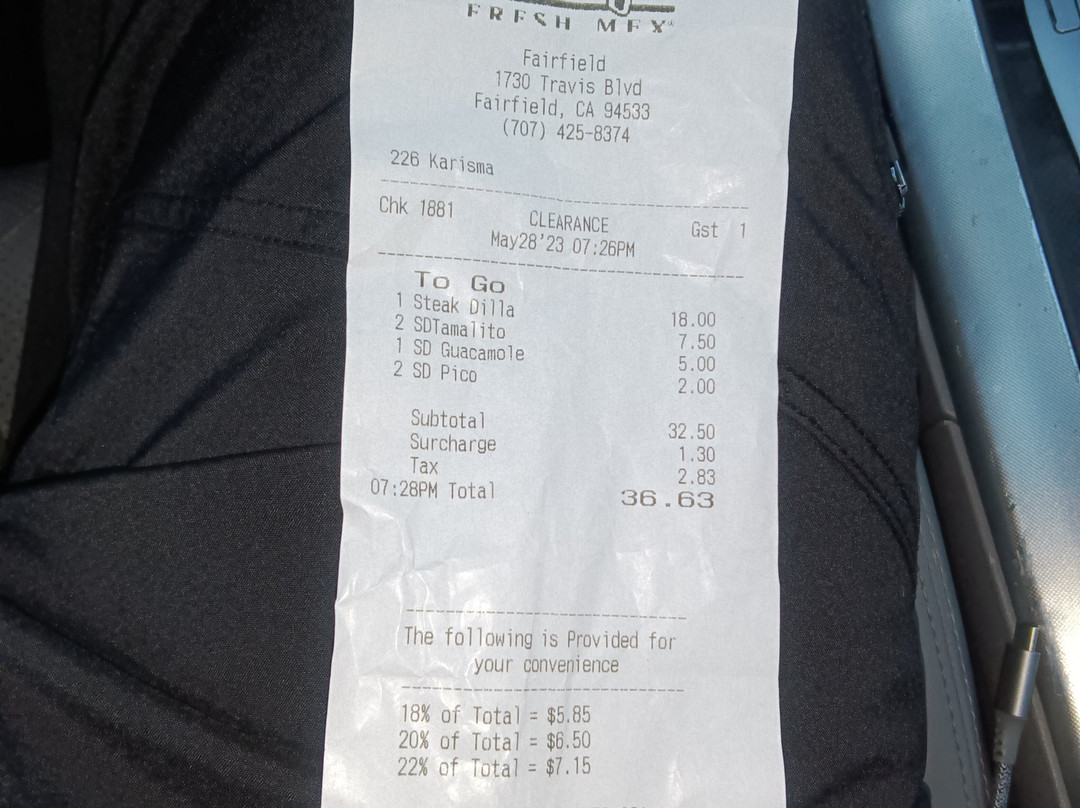 FRESH MEX
Fairfield
1730 Travis Blvd
Fairfield, CA 94533
(707) 425-8374
226 Karisma
Chk 1881 CLEARANCE Gst 1
May28'23 07:26PM
To Go
1 Steak Dilla 18.00
2 SDTamalito 7.50
1 SD Guacamole 5.00
2 SD Pico 2.00
Subtotal 32.50
Surcharge 1.30
Tax 2.83
07:28PM Total 36.63
The following is Provided for
your convenience
18% of Total = $5.85
20% of Total = $6.50
22% of Total = $7.15